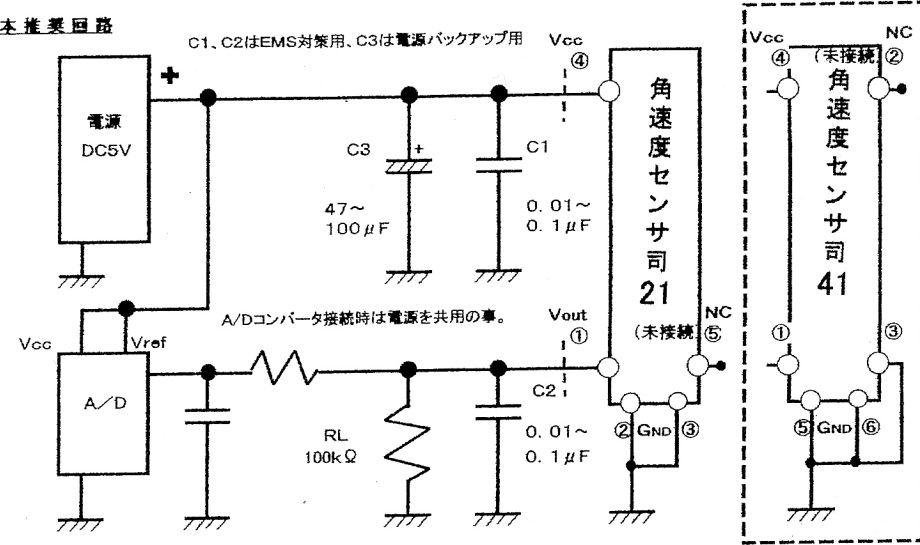 本推奨回路
C1、C2はEMS対策用、C3は電源バックアップ用
Vcc
④
+
電源
DC5V
C3
+
C1
47~
100μF
0.01~
0.1μF
角速度センサ司
21
A/Dコンバータ接続時は電源を共用の事。
Vout
①
NC
(未接続
⑤
Vcc
Vref
A/D
RL
100kΩ
C2
0.01~
0.1μF
②
GND
③
Vcc
④
NC
(未接続
②
角速度センサ司
41
①
③
⑤
GND
⑥